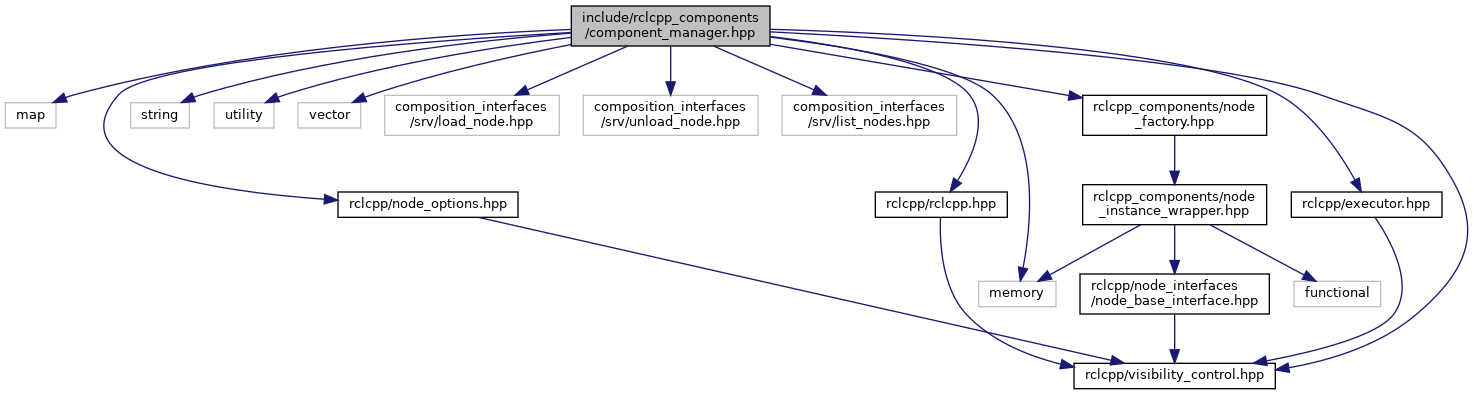 include/rclcpp_components
/component_manager.hpp
map
string
utility
vector
composition_interfaces
/srv/load_node.hpp
composition_interfaces
/srv/unload_node.hpp
composition_interfaces
/srv/list_nodes.hpp
rclcpp_components/node
_factory.hpp
rclcpp/node_options.hpp
rclcpp/rclcpp.hpp
rclcpp_components/node
_instance_wrapper.hpp
rclcpp/executor.hpp
memory
rclcpp/node_interfaces
/node_base_interface.hpp
functional
rclcpp/visibility_control.hpp